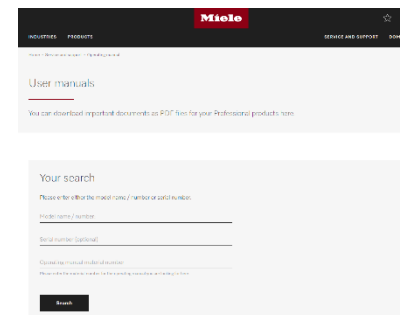 Miele
INDUSTRIES PRODUCTS SERVICE AND SUPPORT DOM
User manuals
You can download important documents as PDF files for your Professional products here
Your search
Please enter either the model name / number or serial number.
Model name / number
Serial number (optional)
Operating manual material number
Search